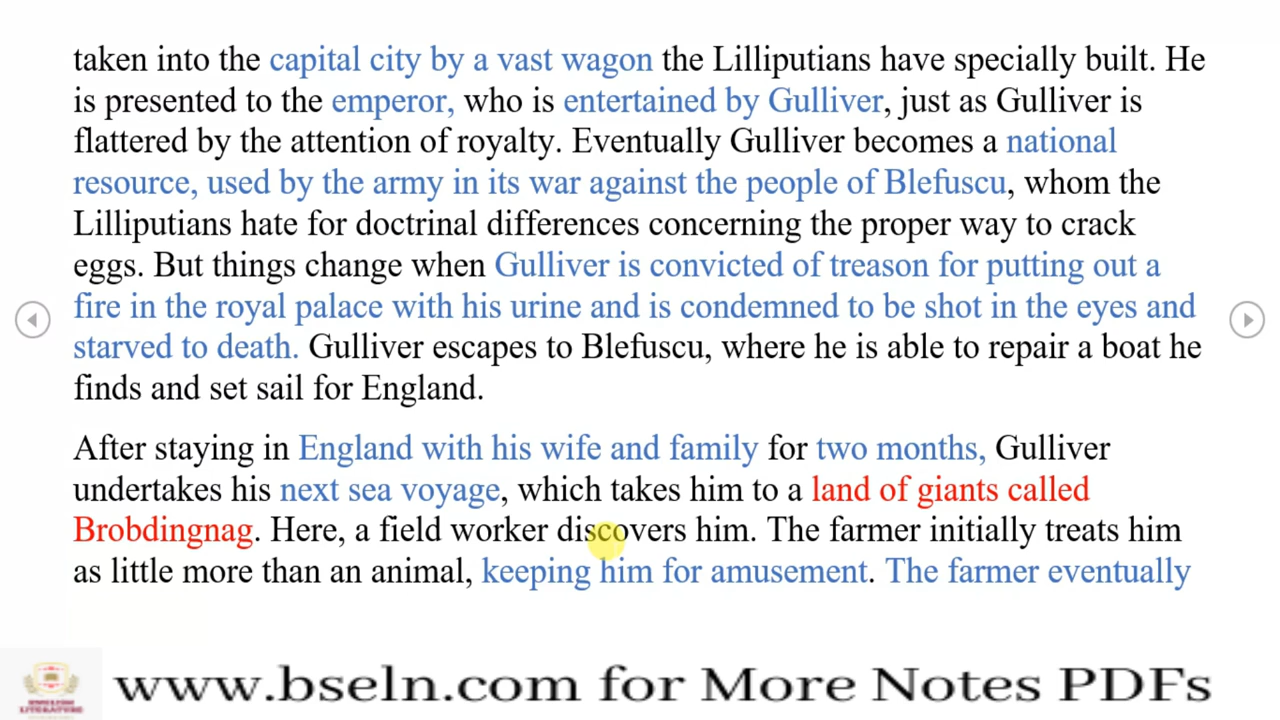 taken into the capital city by a vast wagon the Lilliputians have specially built. He
is presented to the emperor, who is entertained by Gulliver, just as Gulliver is
flattered by the attention of royalty. Eventually Gulliver becomes a national
resource, used by the army in its war against the people of Blefuscu, whom the
Lilliputians hate for doctrinal differences concerning the proper way to crack
eggs. But things change when Gulliver is convicted of treason for putting out a
fire in the royal palace with his urine and is condemned to be shot in the eyes and
starved to death. Gulliver escapes to Blefuscu, where he is able to repair a boat he
finds and set sail for England.
After staying in England with his wife and family for two months, Gulliver
undertakes his next sea voyage, which takes him to a land of giants called
Brobdingnag. Here, a field worker discovers him. The farmer initially treats him
as little more than an animal, keeping him for amusement. The farmer eventually
www.bseln.com for More Notes PDFs
ENGLISH
LITERATURE